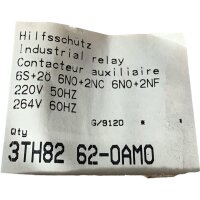 Hilfsschutz
Industrial relay
Contacteur auxiliaire
6S+2Ö 6NO+2NC 6NO+2NF
220V 50HZ
264V 60HZ
G/9120 *
Qty
3TH82 62-0AM0